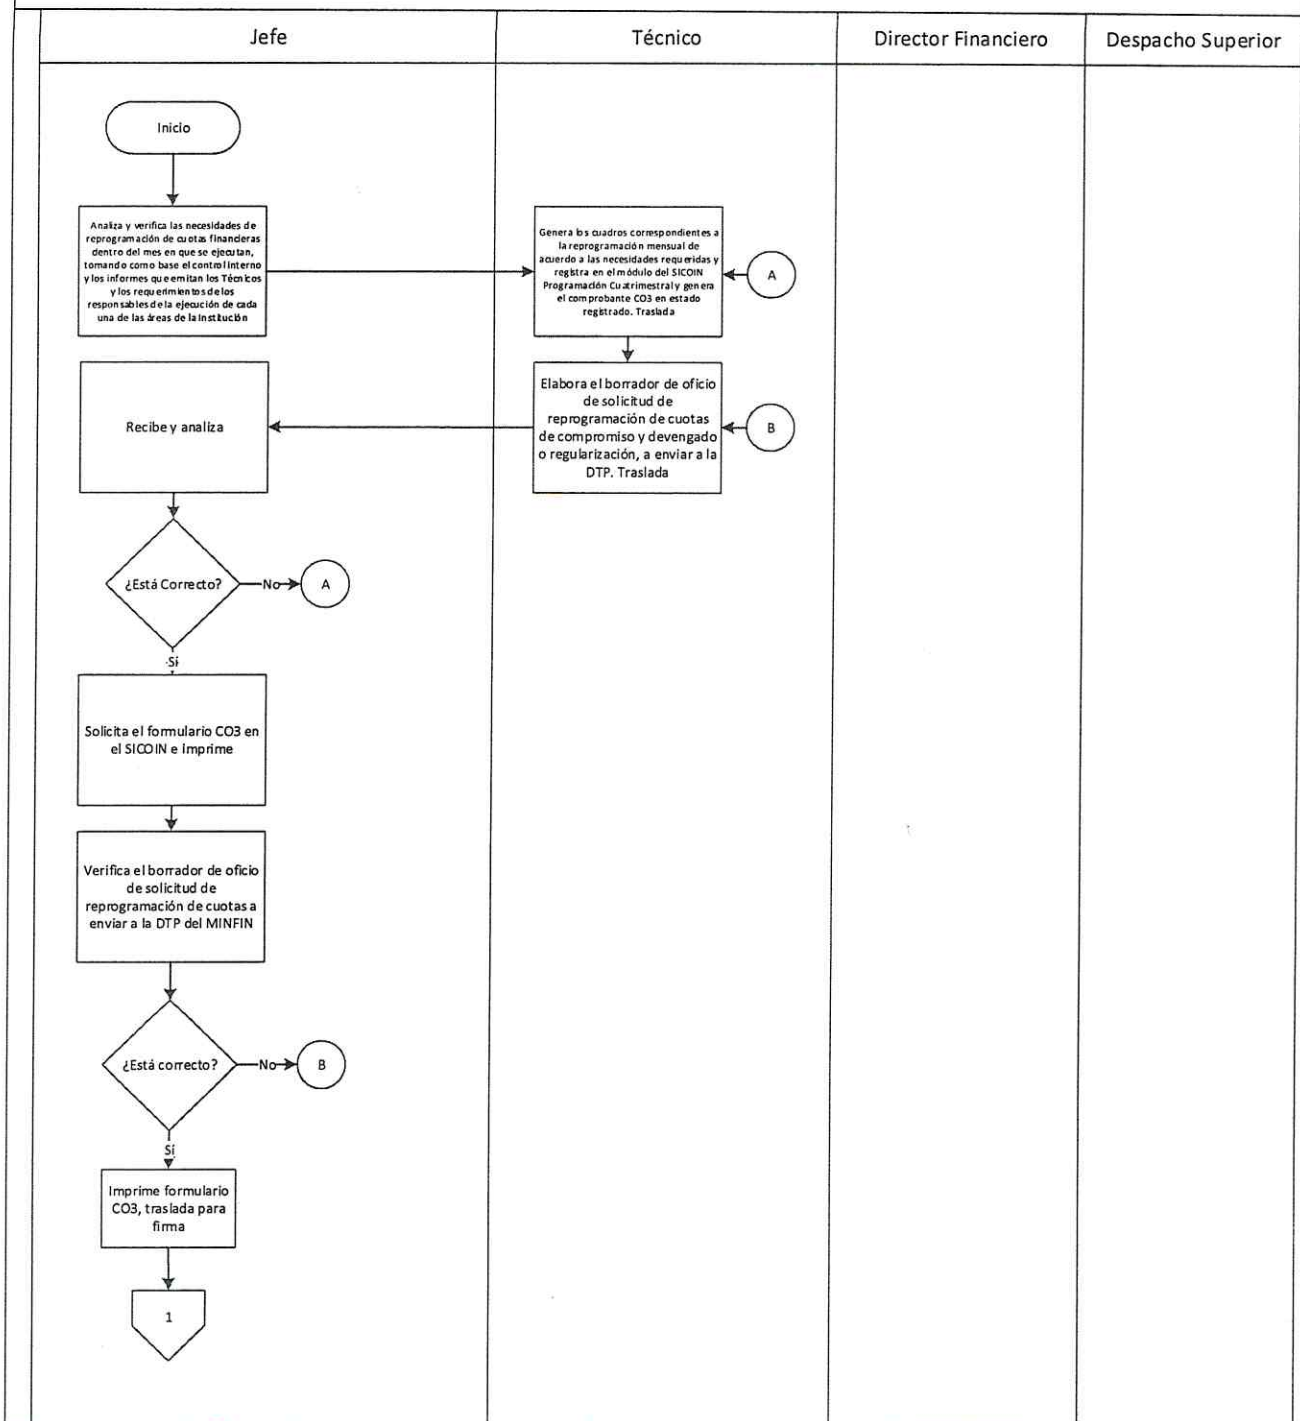 Jefe
Técnico
Director Financiero
Despacho Superior
Inicio
Analiza y verifica las necesidades de
reprogramación de cuotas financieras
dentro del mes en que se ejecutan,
tomando como base el control interno
y los informes que emitan los Técnicos
y los requerimientos de los
responsables de la ejecución de cada
una de las áreas de la Institución
Genera los cuadros correspondientes a
la reprogramación mensual de
acuerdo a las necesidades requeridas y
registra en el módulo del SICOIN
Programación Cuatrimestral y genera
el comprobante CO3 en estado
registrado. Traslada
A
Recibe y analiza
Elabora el borrador de oficio
de solicitud de
reprogramación de cuotas
de compromiso y devengado
o regularización, a enviar a la
DTP. Traslada
B
¿Está Correcto?
No
A
Sí
Solicita el formulario CO3 en
el SICOIN e imprime
Verifica el borrador de oficio
de solicitud de
reprogramación de cuotas a
enviar a la DTP del MINFIN
¿Está correcto?
No
B
Sí
Imprime formulario
CO3, traslada para
firma
1